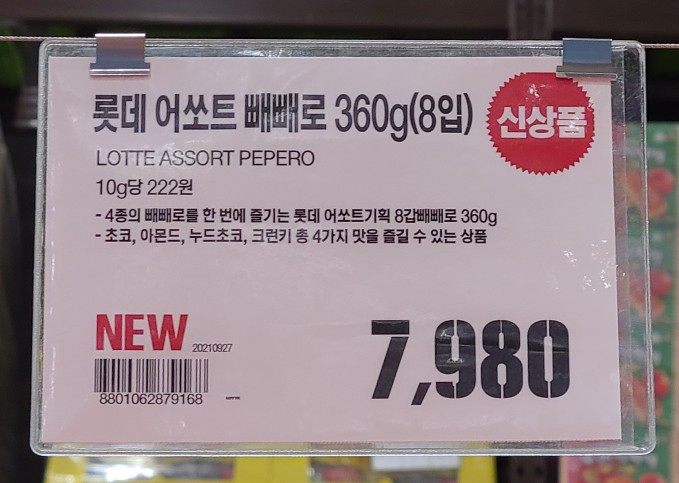 롯데 어쏘트 빼빼로 360g(8입)
신상품
LOTTE ASSORT PEPERO
10g당 222원
- 4종의 빼빼로를 한 번에 즐기는 롯데 어쏘트기획 8갑빼빼로 360g
- 초코, 아몬드, 누드초코, 크런키 총 4가지 맛을 즐길 수 있는 상품
NEW 20210927
7,980
8801062879168